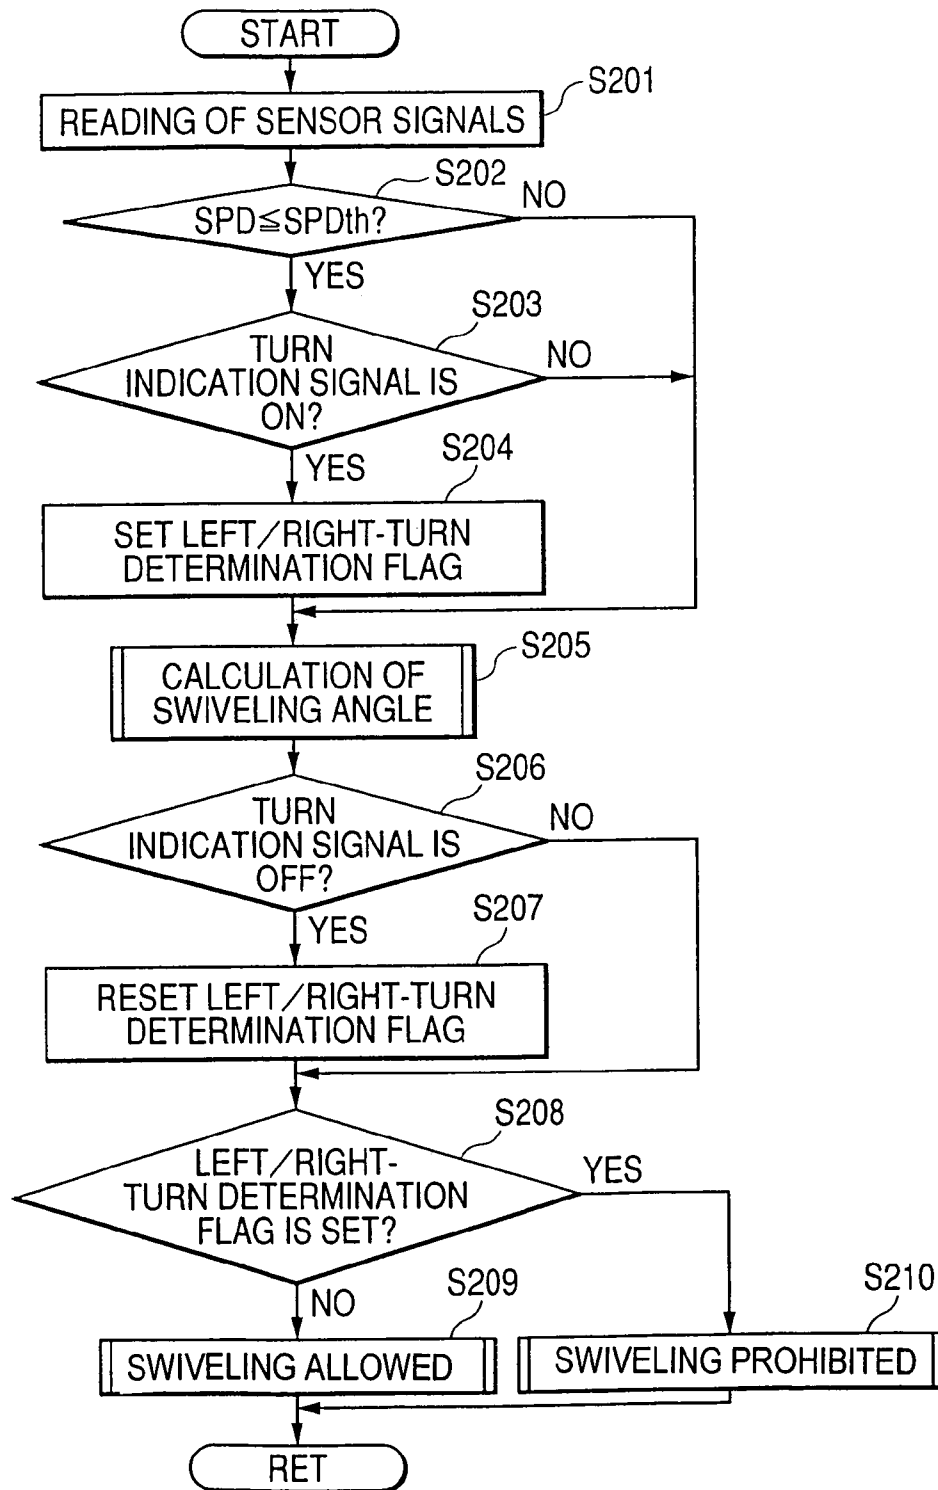 START
S201
READING OF SENSOR SIGNALS
S202
SPD≦SPDth?
NO
YES
S203
TURN
INDICATION SIGNAL IS
ON?
NO
YES
S204
SET LEFT/RIGHT-TURN
DETERMINATION FLAG
S205
CALCULATION OF
SWIVELING ANGLE
S206
TURN
INDICATION SIGNAL IS
OFF?
NO
YES
S207
RESET LEFT/RIGHT-TURN
DETERMINATION FLAG
S208
LEFT/RIGHT-
TURN DETERMINATION
FLAG IS SET?
YES
NO
S209
SWIVELING ALLOWED
S210
SWIVELING PROHIBITED
RET